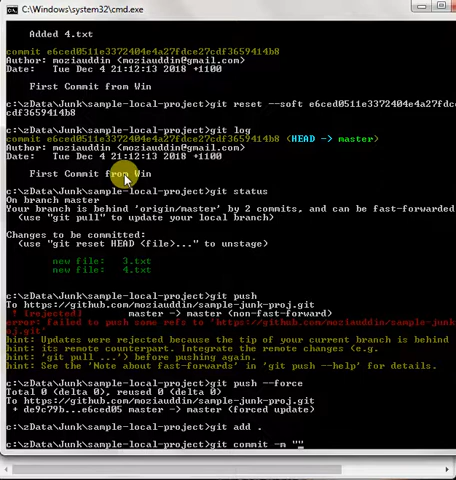 C:\Windows\system32\cmd.exe
Added 4.txt
commit e6ced0511e3372404e4a27fdce27cdf3659414b8
Author: moziauddin <moziauddin@gmail.com>
Date:   Tue Dec 4 21:12:13 2018 +1100
First Commit from Win
c:\zData\Junk\sample-local-project>git reset --soft e6ced0511e3372404e4a27fdce27
cdf3659414b8
c:\zData\Junk\sample-local-project>git log
commit e6ced0511e3372404e4a27fdce27cdf3659414b8 (HEAD -> master)
Author: moziauddin <moziauddin@gmail.com>
Date:   Tue Dec 4 21:12:13 2018 +1100
First Commit from Win
c:\zData\Junk\sample-local-project>git status
On branch master
Your branch is behind 'origin/master' by 2 commits, and can be fast-forwarded
(use "git pull" to update your local branch)
Changes to be committed:
(use "git reset HEAD <file>..." to unstage)
new file:   3.txt
new file:   4.txt
c:\zData\Junk\sample-local-project>git push
To https://github.com/moziauddin/sample-junk-proj.git
! [rejected]        master -> master (non-fast-forward)
error: failed to push some refs to 'https://github.com/moziauddin/sample-junk-pr
oj.git'
hint: Updates were rejected because the tip of your current branch is behind
hint: its remote counterpart. Integrate the remote changes (e.g.
hint: 'git pull ...') before pushing again.
hint: See the 'Note about fast-forwards' in 'git push --help' for details.
c:\zData\Junk\sample-local-project>git push --force
Total 0 (delta 0), reused 0 (delta 0)
To https://github.com/moziauddin/sample-junk-proj.git
+ de9c79b...e6ced05 master -> master (forced update)
c:\zData\Junk\sample-local-project>git add .
c:\zData\Junk\sample-local-project>git commit -m ""